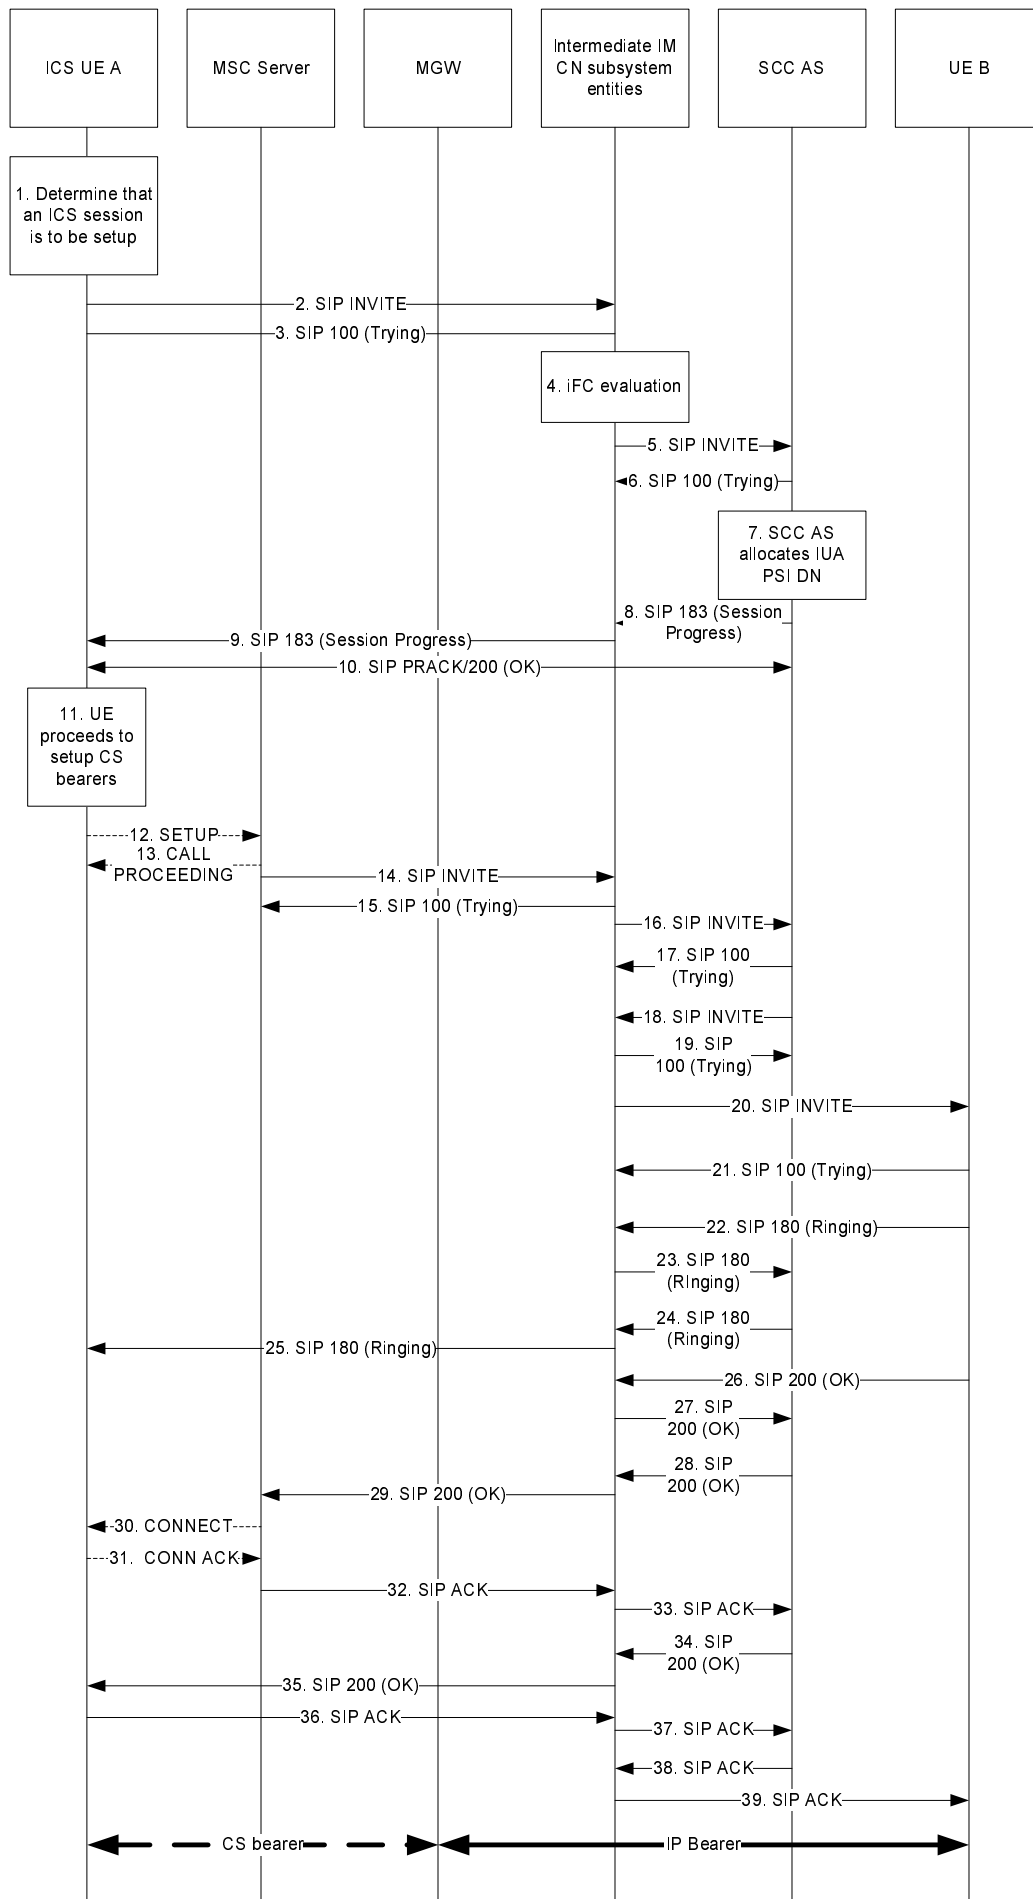 ICS UE A
MSC Server
MGW
Intermediate IM
CN subsystem
entities
SCC AS
UE B
1. Determine that
an ICS session
is to be setup
2. SIP INVITE
3. SIP 100 (Trying)
4. iFC evaluation
5. SIP INVITE
6. SIP 100 (Trying)
7. SCC AS
allocates IUA
PSI DN
8. SIP 183 (Session
Progress)
9. SIP 183 (Session Progress)
10. SIP PRACK/200 (OK)
11. UE
proceeds to
setup CS
bearers
12. SETUP
13. CALL
PROCEEDING
14. SIP INVITE
15. SIP 100 (Trying)
16. SIP INVITE
17. SIP 100
(Trying)
18. SIP INVITE
19. SIP
100 (Trying)
20. SIP INVITE
21. SIP 100 (Trying)
22. SIP 180 (Ringing)
23. SIP 180
(RInging)
24. SIP 180
(Ringing)
25. SIP 180 (Ringing)
26. SIP 200 (OK)
27. SIP
200 (OK)
28. SIP
200 (OK)
29. SIP 200 (OK)
30. CONNECT
31. CONN ACK
32. SIP ACK
33. SIP ACK
34. SIP
200 (OK)
35. SIP 200 (OK)
36. SIP ACK
37. SIP ACK
38. SIP ACK
39. SIP ACK
CS bearer
IP Bearer